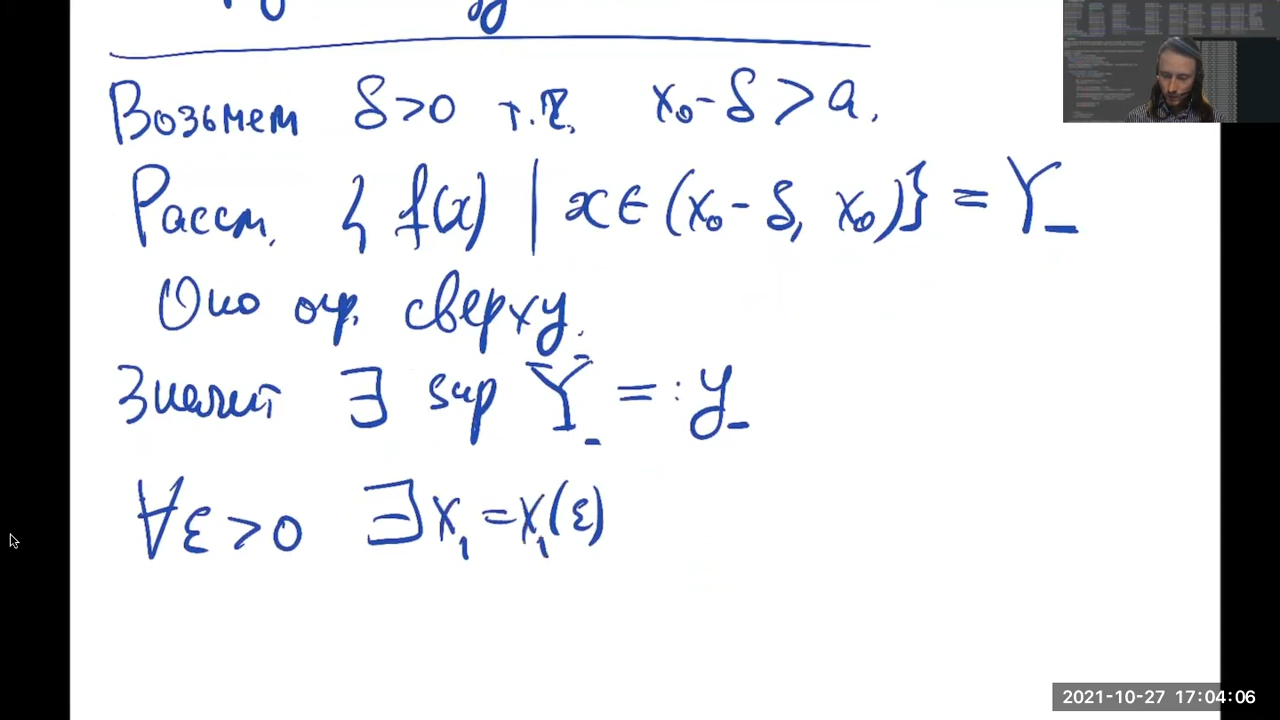 Возьмем δ>0 т.ч. x₀-δ>a.
Рассм. { f(x) | x∈(x₀-δ, x₀)} = Y₋
Оно огр. сверху.
Значит ∃ sup Y₋ =: y₋
∀ε>0 ∃x₁=x₁(ε)
2021-10-27 17:04:06